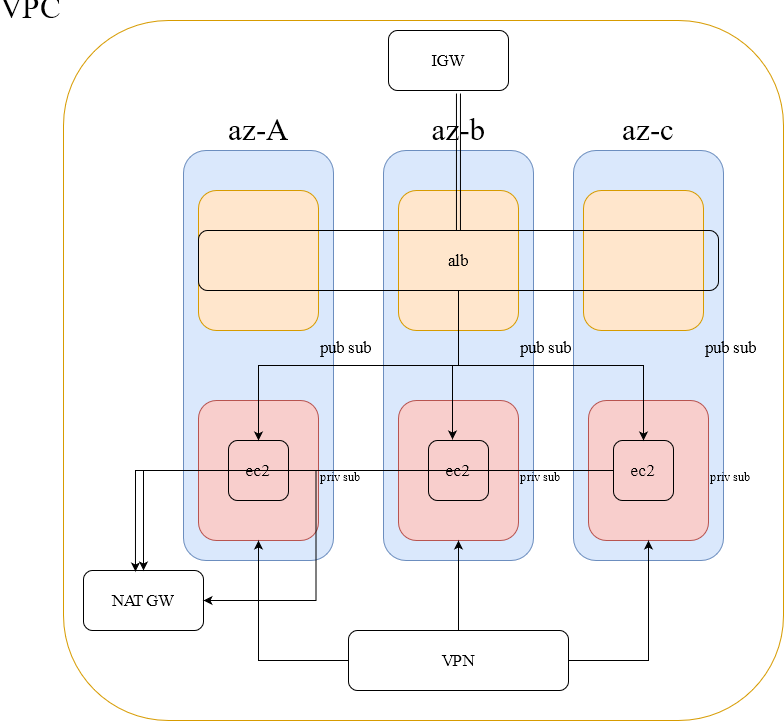 VPC
IGW
az-A
az-b
az-c
alb
pub sub
pub sub
pub sub
ec2
ec2
ec2
priv sub
priv sub
priv sub
NAT GW
VPN